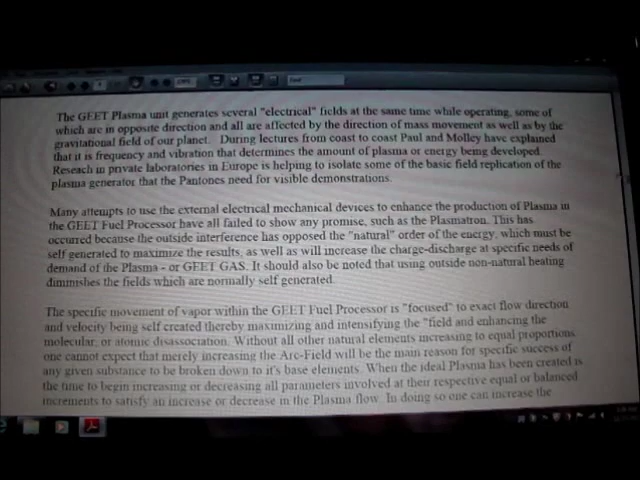 The GEET Plasma unit generates several "electrical" fields at the same time while operating, some of
which are in opposite direction and all are affected by the direction of mass movement as well as by the
gravitational field of our planet. During lectures from coast to coast Paul and Molley have explained
that it is frequency and vibration that determines the amount of plasma or energy being developed.
Reseach in private laboratories in Europe is helping to isolate some of the basic field replication of the
plasma generator that the Pantones need for visible demonstrations.
Many attempts to use the external electrical mechanical devices to enhance the production of Plasma in
the GEET Fuel Processor have all failed to show any promise, such as the Plasmatron. This has
occurred because the outside interference has opposed the "natural" order of the energy, which must be
self generated to maximize the results, as well as will increase the charge-discharge at specific needs of
demand of the Plasma - or GEET GAS. It should also be noted that using outside non-natural heating
diminishes the fields which are normally self generated.
The specific movement of vapor within the GEET Fuel Processor is "focused" to exact flow direction
and velocity being self created thereby maximizing and intensifying the "field and enhancing the
molecular, or atomic disassociation. Without all other natural elements increasing to equal proportions
one cannot expect that merely increasing the Arc-Field will be the main reason for specific success of
any given substance to be broken down to it's base elements. When the ideal Plasma has been created is
the time to begin increasing or decreasing all parameters involved at their respective equal or balanced
increments to satisfy an increase or decrease in the Plasma flow. In doing so one can increase the